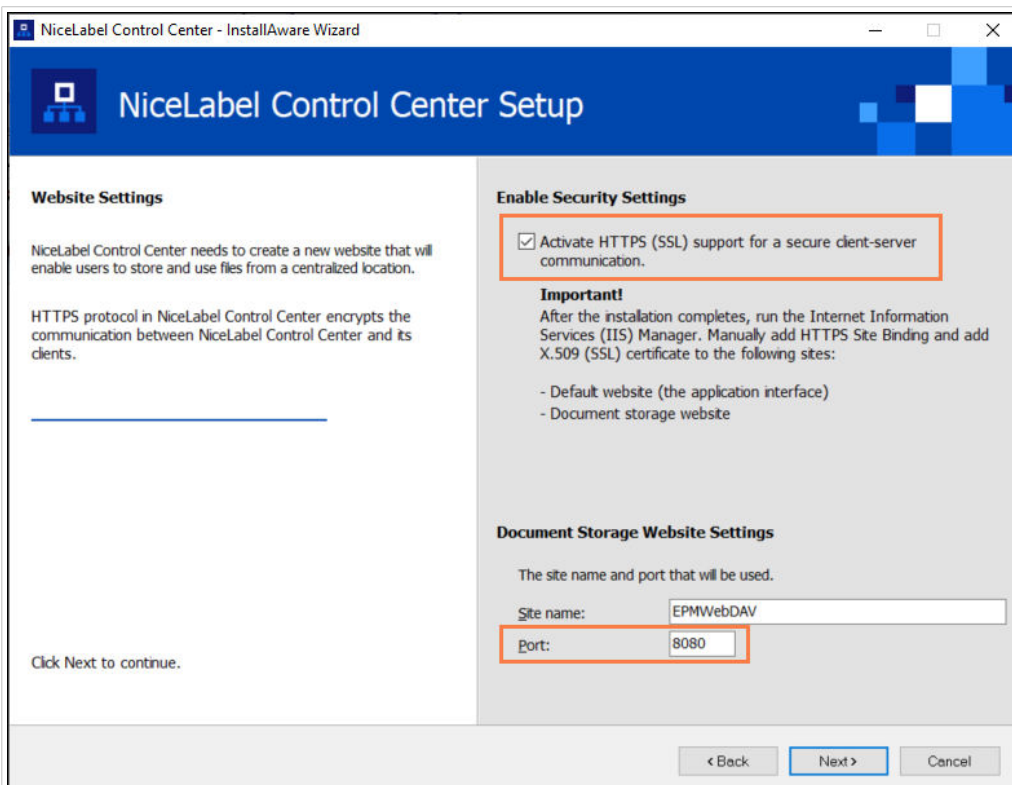 NiceLabel Control Center - InstallAware Wizard
NiceLabel Control Center Setup
Website Settings
NiceLabel Control Center needs to create a new website that will
enable users to store and use files from a centralized location.
HTTPS protocol in NiceLabel Control Center encrypts the
communication between NiceLabel Control Center and its
clients.
Click Next to continue.
Enable Security Settings
Activate HTTPS (SSL) support for a secure client-server
communication.
Important!
After the installation completes, run the Internet Information
Services (IIS) Manager. Manually add HTTPS Site Binding and add
X.509 (SSL) certificate to the following sites:
- Default website (the application interface)
- Document storage website
Document Storage Website Settings
The site name and port that will be used.
Site name: EPMWebDAV
Port: 8080
< Back Next > Cancel